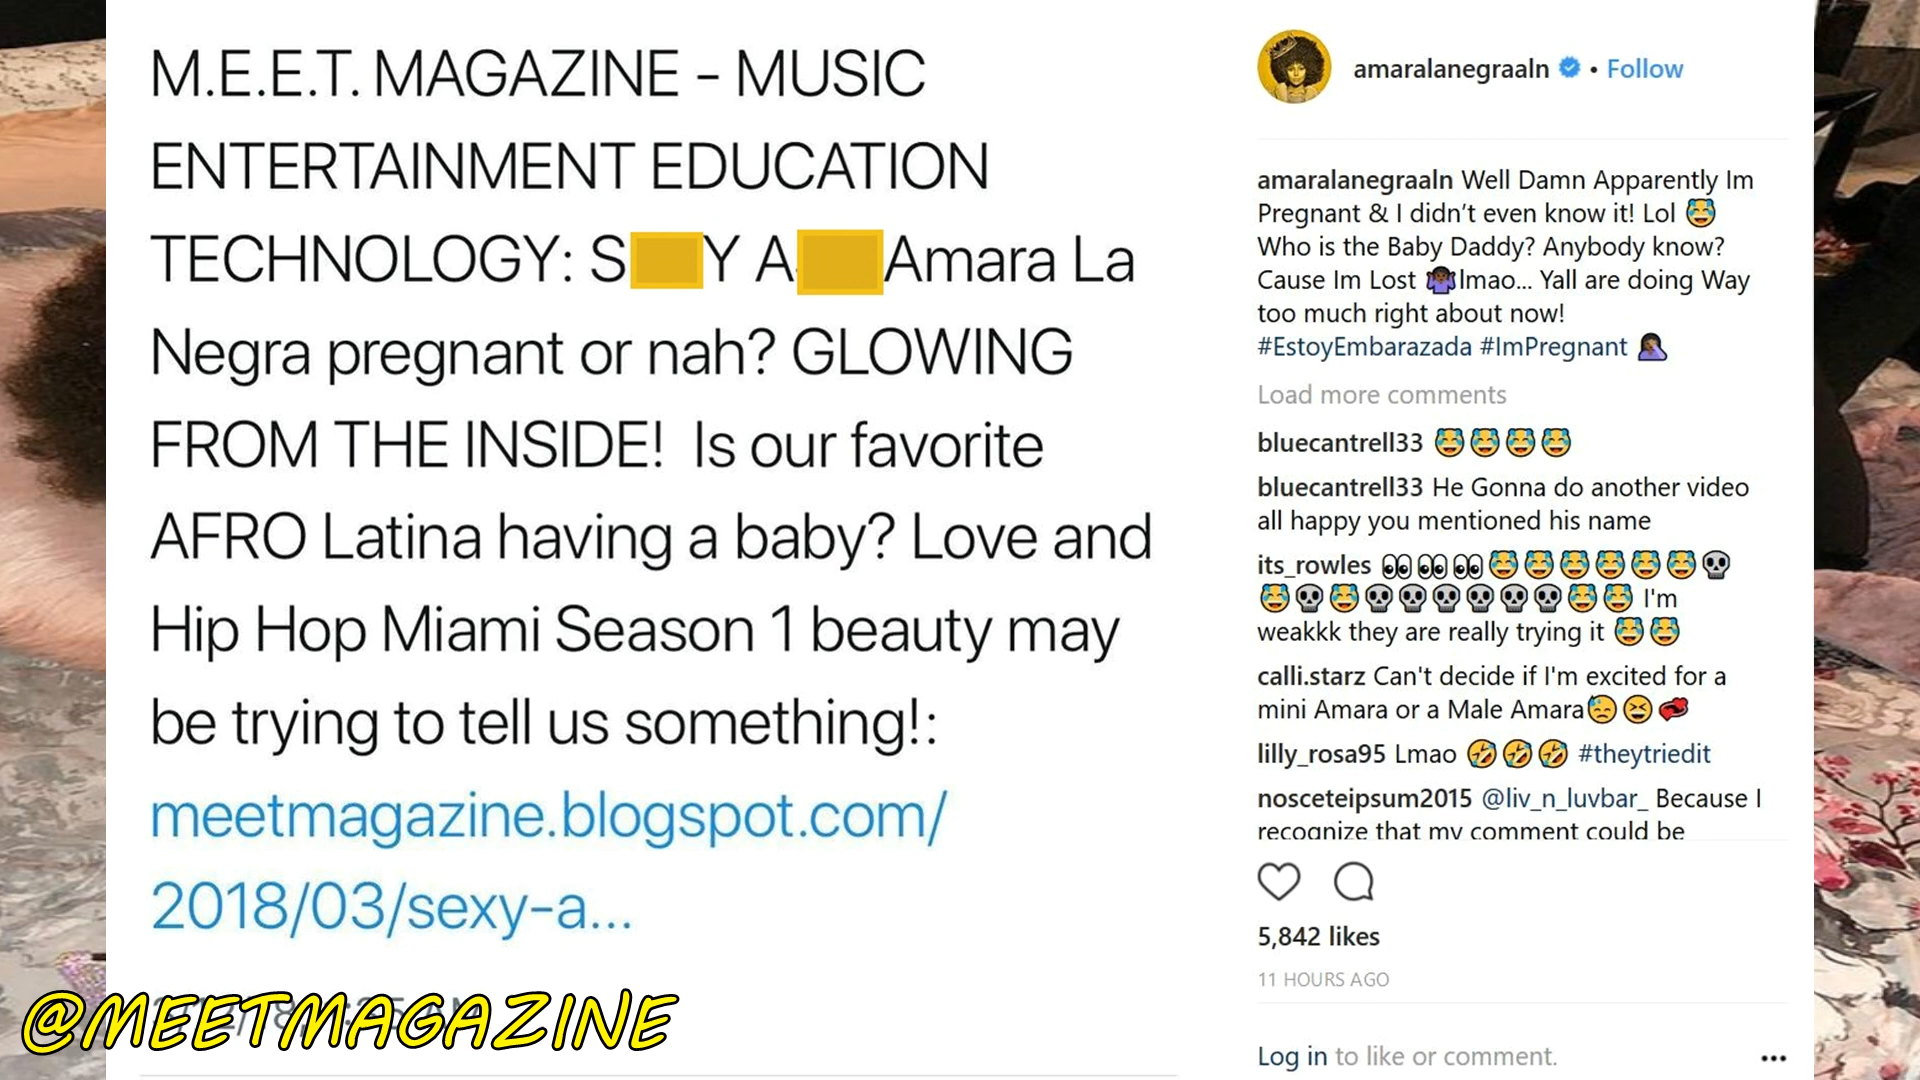 M.E.E.T. MAGAZINE - MUSIC
ENTERTAINMENT EDUCATION
TECHNOLOGY: S Y A Amara La
Negra pregnant or nah? GLOWING
FROM THE INSIDE! Is our favorite
AFRO Latina having a baby? Love and
Hip Hop Miami Season 1 beauty may
be trying to tell us something!:
meetmagazine.blogspot.com/
2018/03/sexy-a...
@MEETMAGAZINE
amaralanegraaln • Follow
amaralanegraaln Well Damn Apparently Im
Pregnant & I didn’t even know it! Lol 😂
Who is the Baby Daddy? Anybody know?
Cause Im Lost 🤷🏿‍♀️lmao... Yall are doing Way
too much right about now!
#EstoyEmbarazada #ImPregnant 🤦🏿‍♀️
Load more comments
bluecantrell33 😂😂😂😂
bluecantrell33 He Gonna do another video
all happy you mentioned his name
its_rowles 👀👀👀😂😂😂😂😂😂💀
😂💀😂💀💀💀💀💀💀😂😂 I'm
weakkk they are really trying it 😂😂
calli.starz Can't decide if I'm excited for a
mini Amara or a Male Amara😓😆💞
lilly_rosa95 Lmao 🤣🤣🤣 #theytriedit
nosceteipsum2015 @liv_n_luvbar_ Because I
recognize that my comment could be
5,842 likes
11 HOURS AGO
Log in to like or comment.